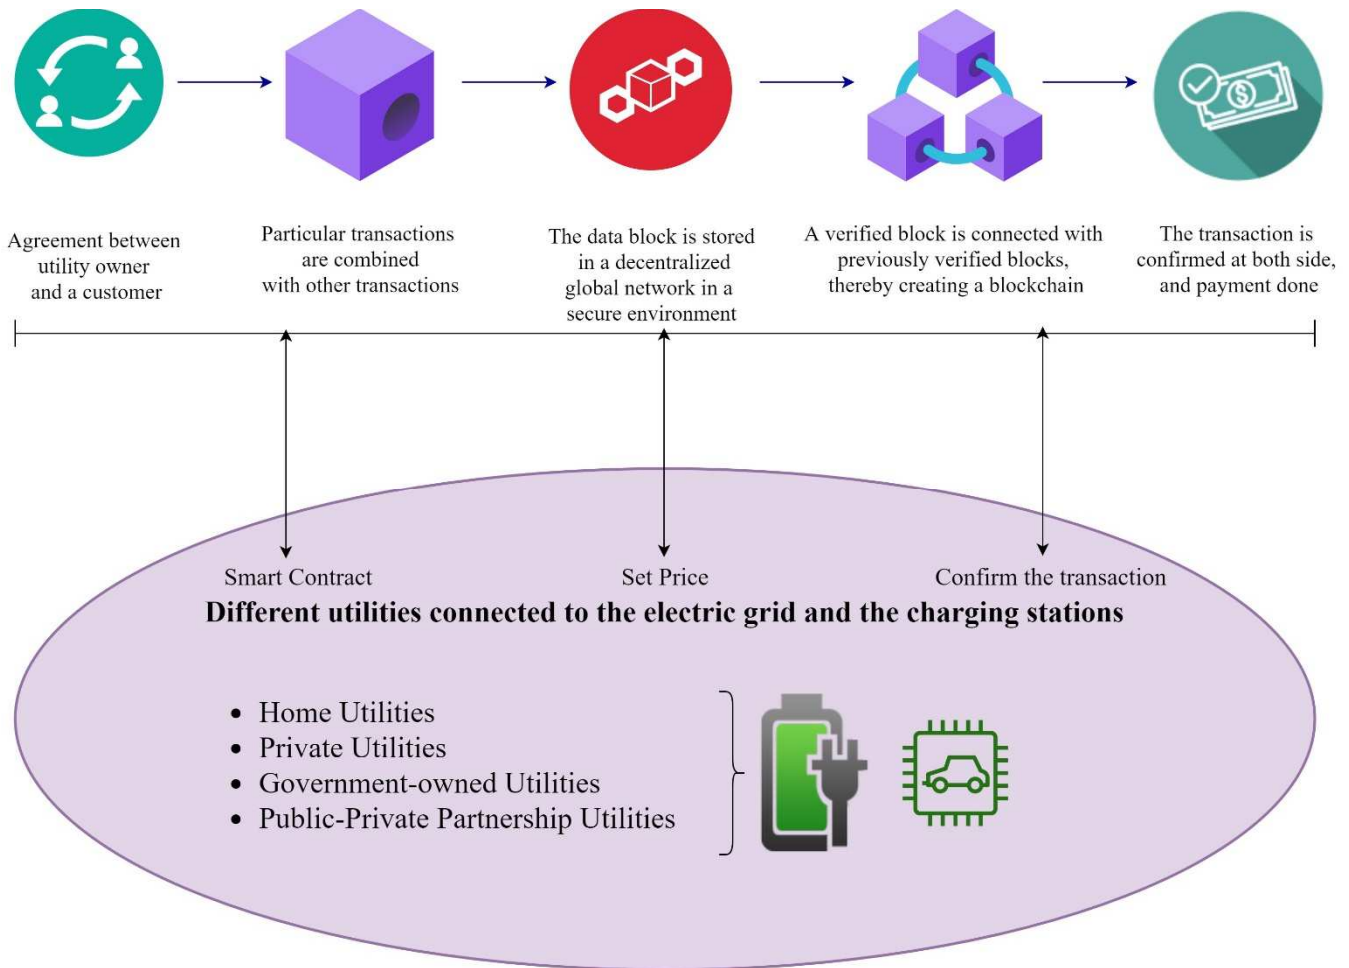 Agreement between
utility owner
and a customer
Particular transactions
are combined
with other transactions
The data block is stored
in a decentralized
global network in a
secure environment
A verified block is connected with
previously verified blocks,
thereby creating a blockchain
The transaction is
confirmed at both side,
and payment done
Smart Contract
Set Price
Confirm the transaction
Different utilities connected to the electric grid and the charging stations
• Home Utilities
• Private Utilities
• Government-owned Utilities
• Public-Private Partnership Utilities